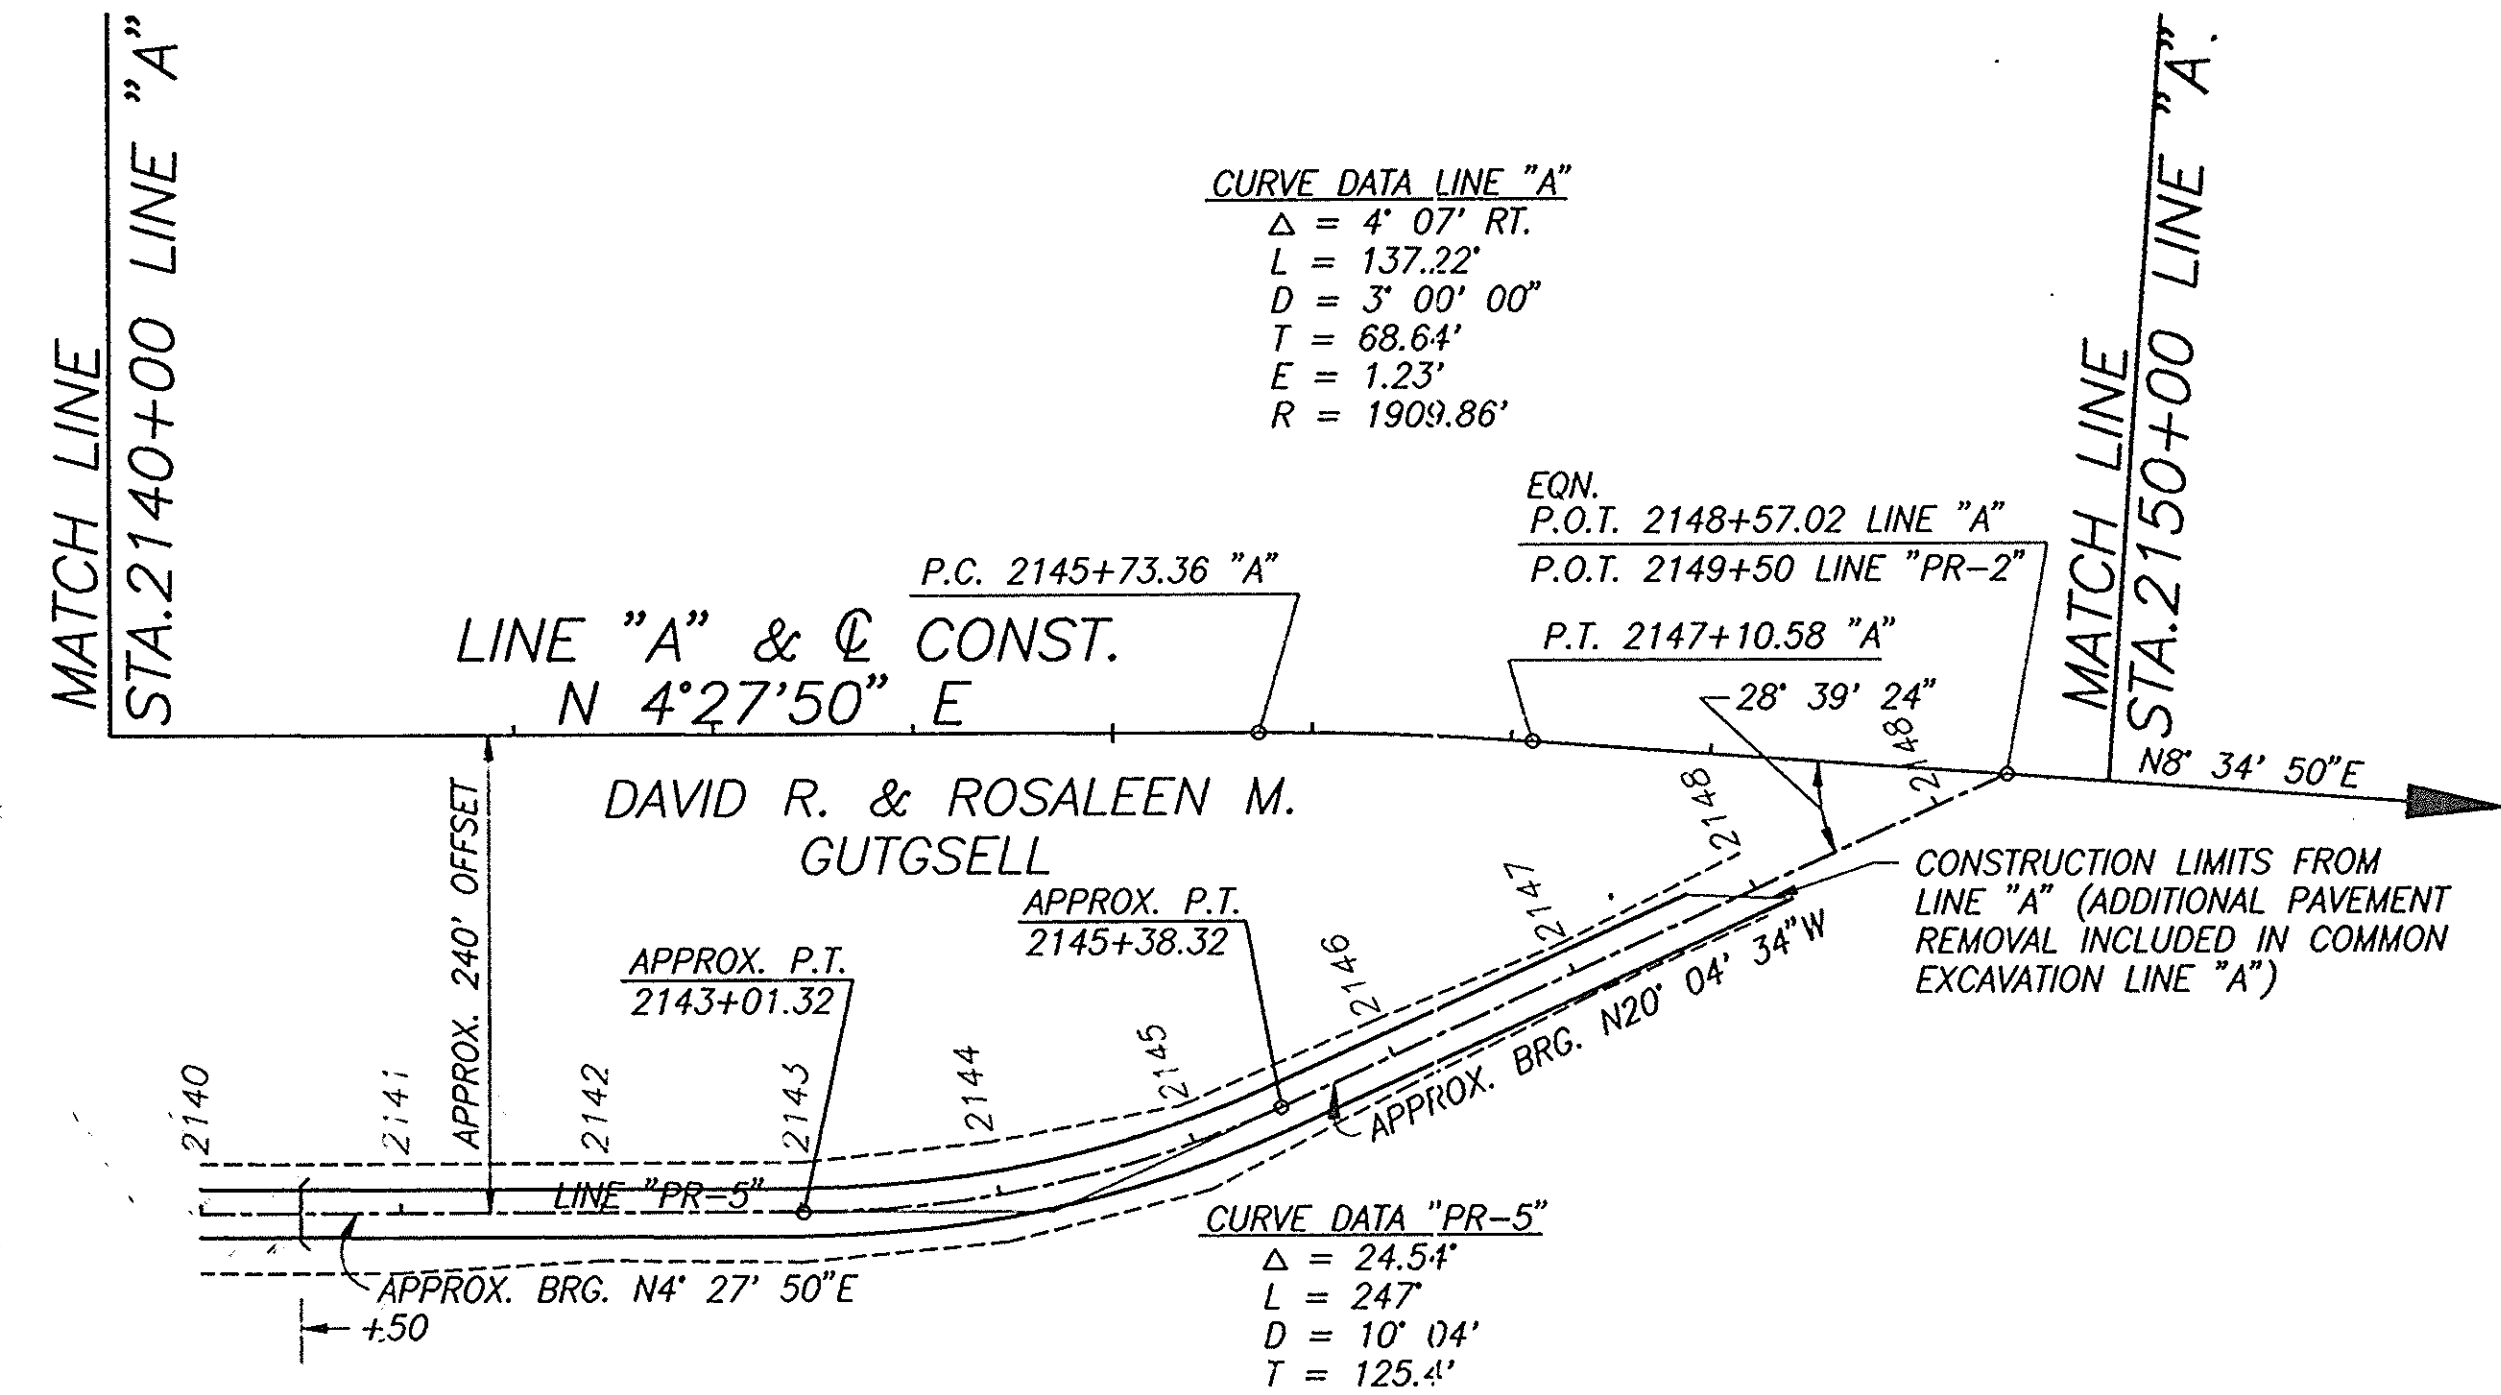 MATCH LINE
STA.2140+00 LINE "A"
CURVE DATA LINE "A"
Δ = 4° 07' RT.
L = 137.22'
D = 3° 00' 00"
T = 68.64'
E = 1.23'
R = 1909.86'
MATCH LINE
STA.2150+00 LINE "A"
EQN.
P.O.T. 2148+57.02 LINE "A"
P.O.T. 2149+50 LINE "PR-2"
P.C. 2145+73.36 "A"
P.T. 2147+10.58 "A"
LINE "A" & ℄ CONST.
N 4°27'50" E
28° 39' 24"
N8° 34' 50"E
DAVID R. & ROSALEEN M.
GUTGSELL
APPROX. 240' OFFSET
APPROX. P.T.
2145+38.32
APPROX. P.T.
2143+01.32
CONSTRUCTION LIMITS FROM
LINE "A" (ADDITIONAL PAVEMENT
REMOVAL INCLUDED IN COMMON
EXCAVATION LINE "A")
2140
2141
2142
2143
2144
2145
2146
2147
2148
2148
APPROX. BRG. N20° 04' 34"W
LINE "PR-5"
APPROX. BRG. N4° 27' 50"E
+50
CURVE DATA "PR-5"
Δ = 24.54°
L = 247'
D = 10° 04'
T = 125.4'